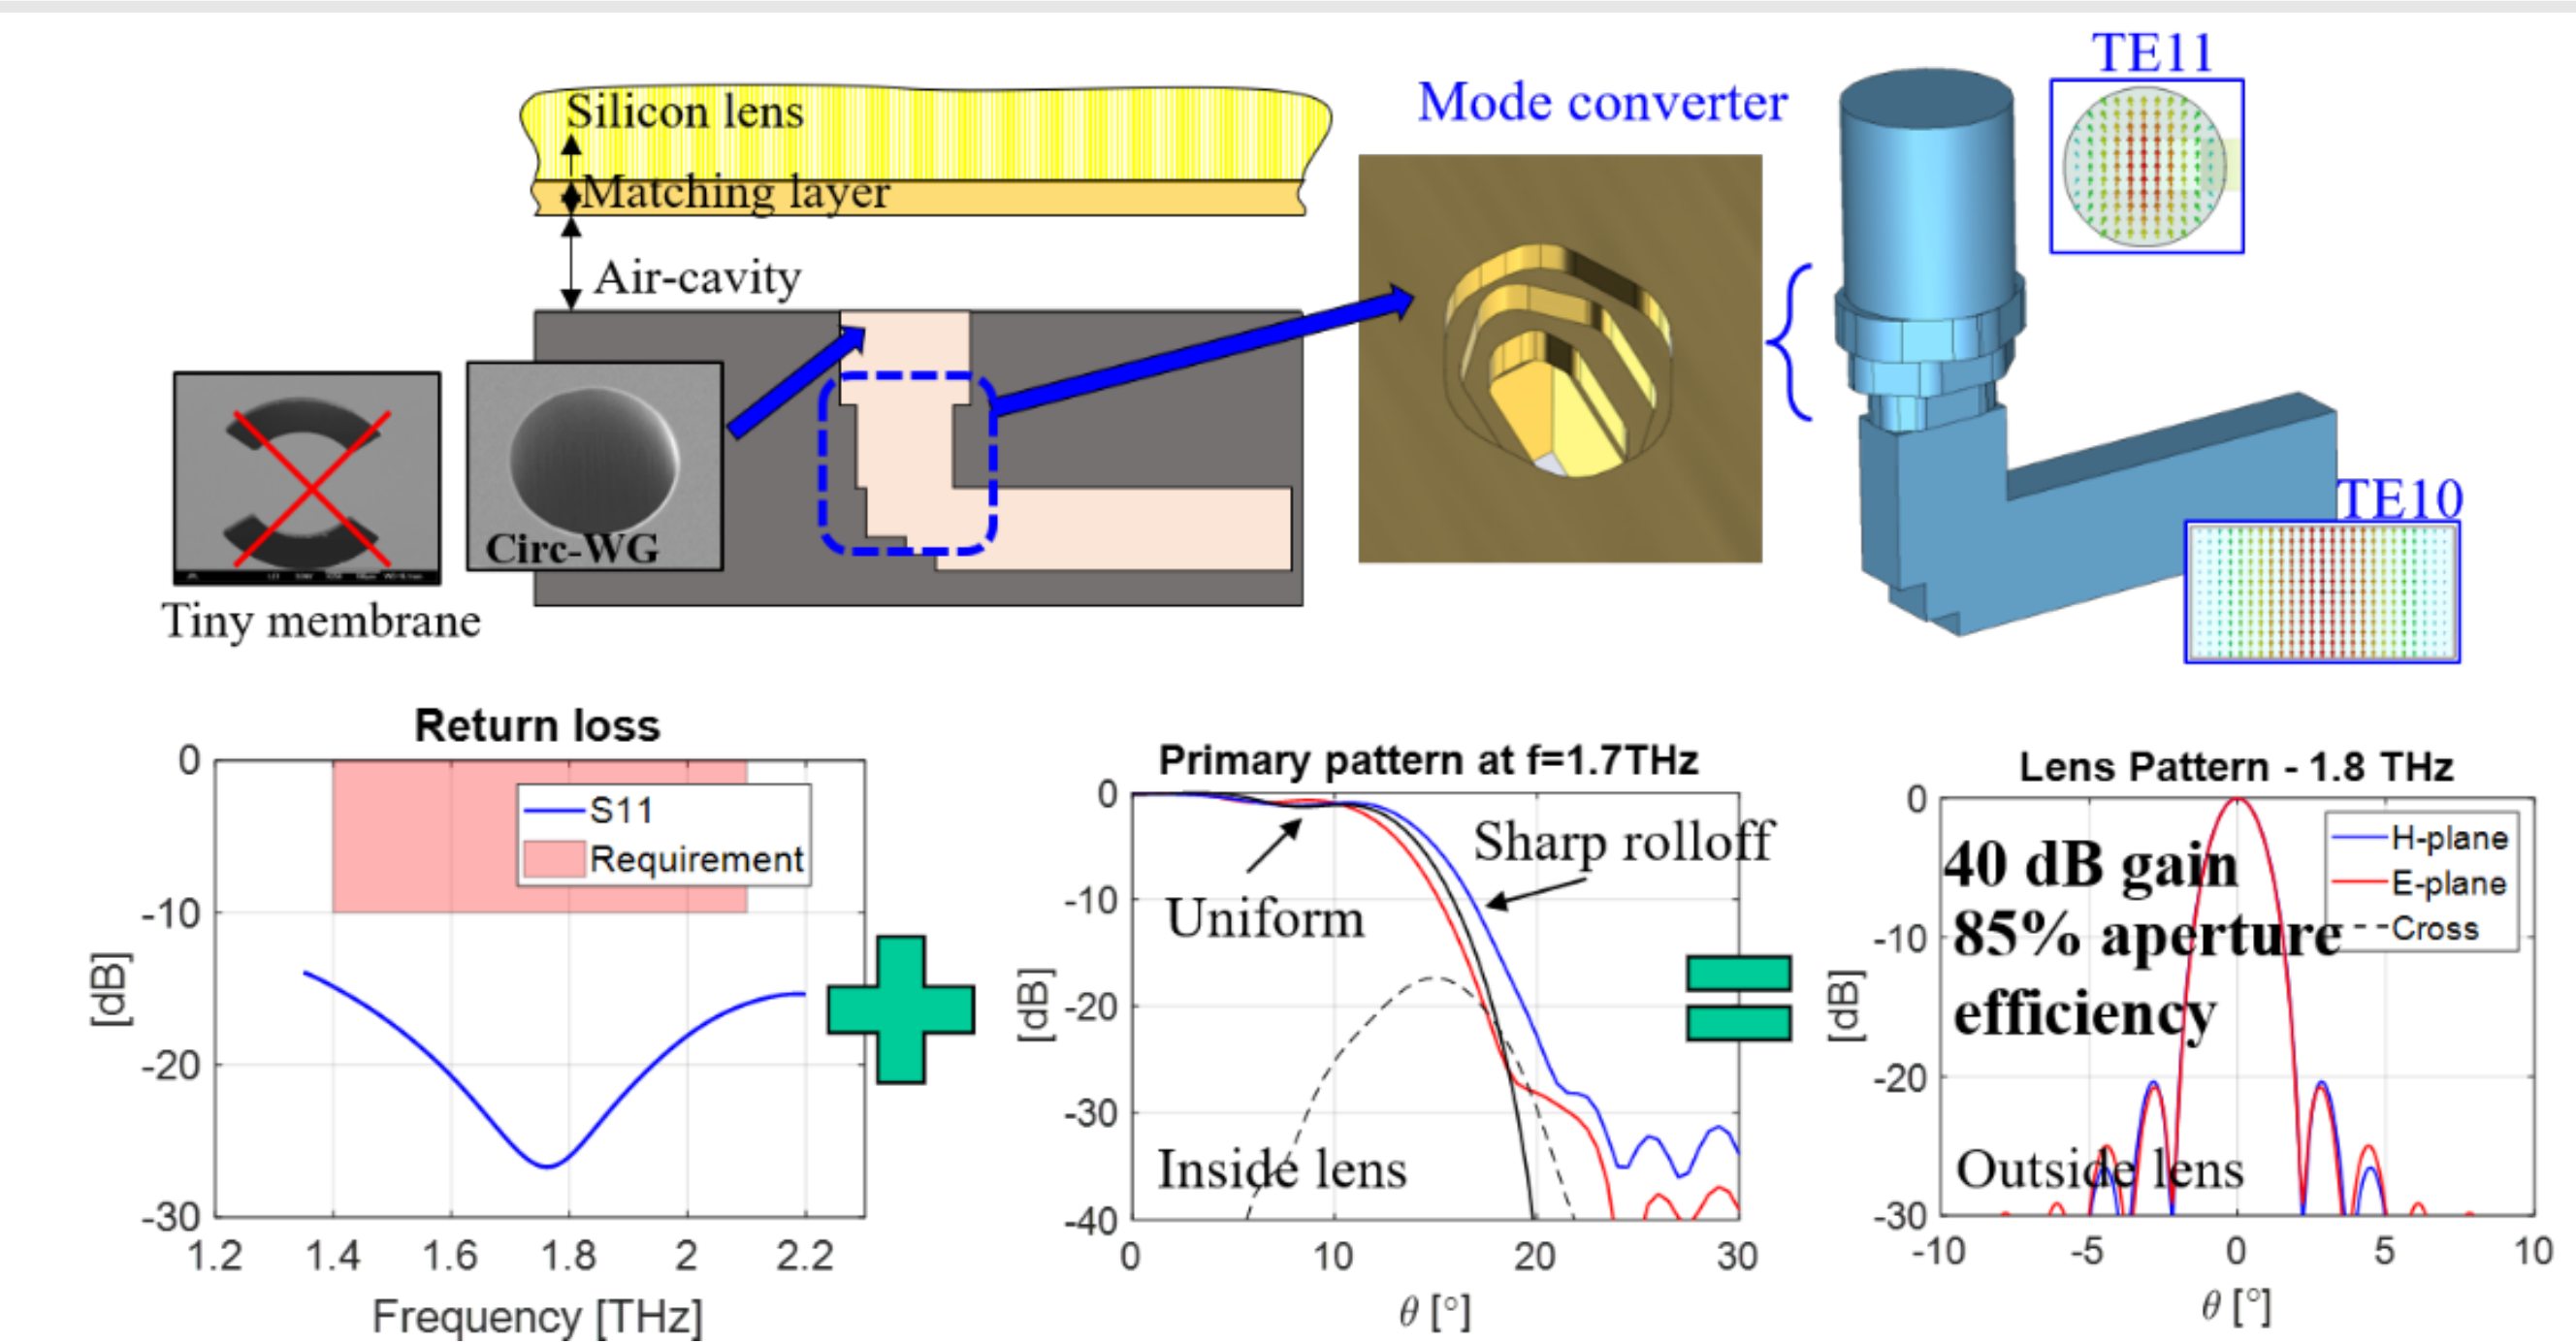 TE11
Mode converter
Silicon lens
Matching layer
Air-cavity
Circ-WG
Tiny membrane
TE10
Return loss
0
-10
-20
-30
[dB]
S11
Requirement
1.2 1.4 1.6 1.8 2 2.2
Frequency [THz]
Primary pattern at f=1.7THz
0
-10
-20
-30
-40
[dB]
Uniform
Sharp rolloff
Inside lens
0 10 20 30
θ [°]
Lens Pattern - 1.8 THz
0
-10
-20
-30
[dB]
40 dB gain
85% aperture
efficiency
H-plane
E-plane
Cross
Outside lens
-10 -5 0 5 10
θ [°]